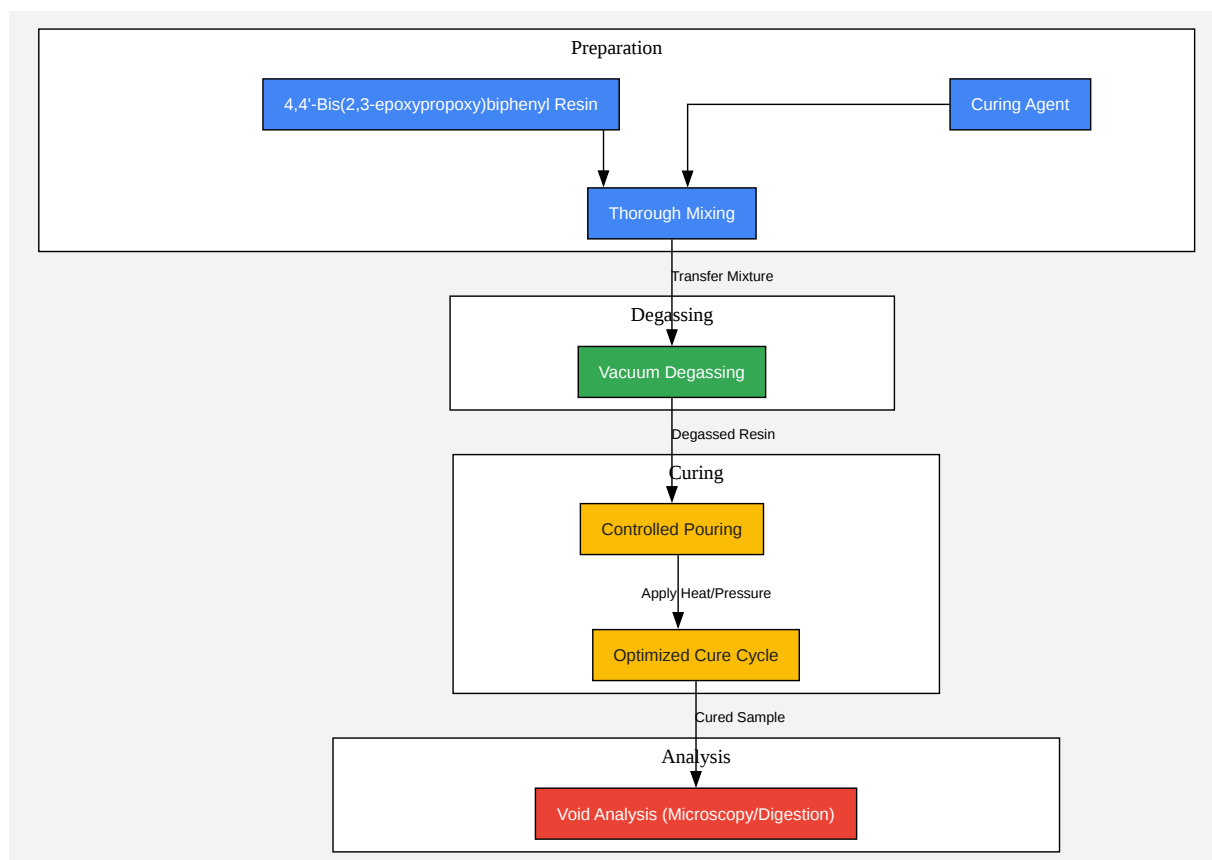 Preparation
4,4'-Bis(2,3-epoxypropoxy)biphenyl Resin
Curing Agent
Thorough Mixing
Transfer Mixture
Degassing
Vacuum Degassing
Degassed Resin
Curing
Controlled Pouring
Apply Heat/Pressure
Optimized Cure Cycle
Cured Sample
Analysis
Void Analysis (Microscopy/Digestion)